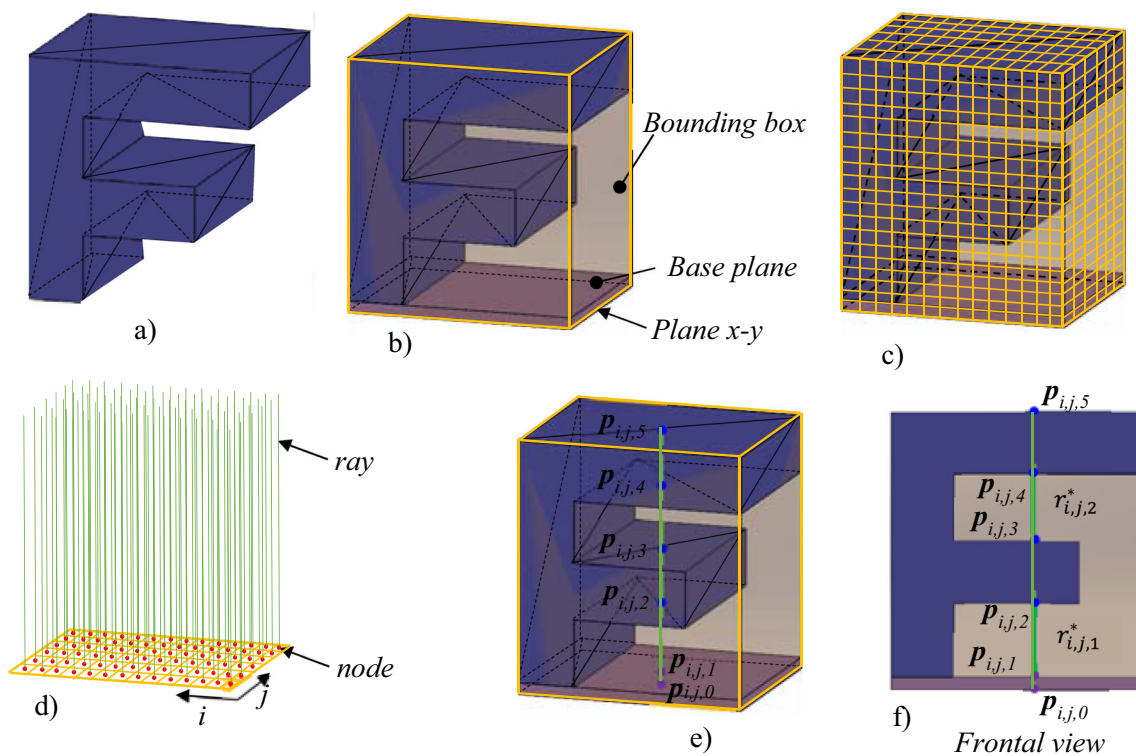 Bounding box
Base plane
Plane x-y
a)
b)
c)
ray
node
i
j
d)
p_{i,j,5}
p_{i,j,4}
p_{i,j,3}
p_{i,j,2}
p_{i,j,1}
p_{i,j,0}
e)
p_{i,j,5}
p_{i,j,4}
r^*_{i,j,2}
p_{i,j,3}
p_{i,j,2}
r^*_{i,j,1}
p_{i,j,1}
p_{i,j,0}
f)
Frontal view